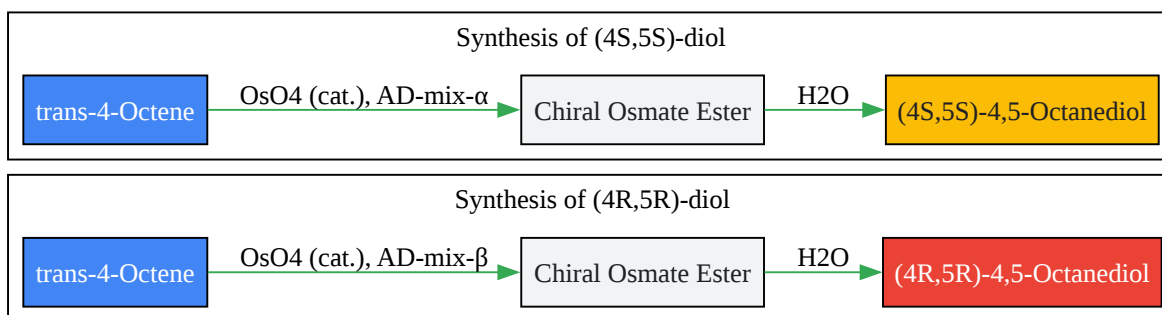 Synthesis of (4S,5S)-diol
trans-4-Octene
OsO4 (cat.), AD-mix-α
Chiral Osmate Ester
H2O
(4S,5S)-4,5-Octanediol
Synthesis of (4R,5R)-diol
trans-4-Octene
OsO4 (cat.), AD-mix-β
Chiral Osmate Ester
H2O
(4R,5R)-4,5-Octanediol